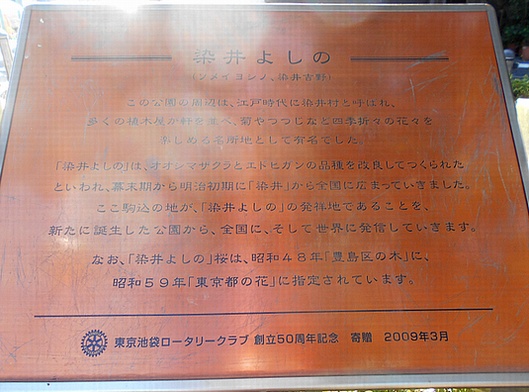 染井よしの
(ソメイヨシノ、染井吉野)
この公園の周辺は、江戸時代に染井村と呼ばれ、
多くの植木屋が軒を並べ、菊やつつじなど四季折々の花々を
楽しめる名所地として有名でした。
「染井よしの」は、オオシマザクラとエドヒガンの品種を改良してつくられた
といわれ、幕末期から明治初期に「染井」から全国に広まっていきました。
ここ駒込の地が、「染井よしの」の発祥地であることを、
新たに誕生した公園から、全国に、そして世界に発信していきます。
なお、「染井よしの」桜は、昭和48年「豊島区の木」に、
昭和59年「東京都の花」に指定されています。
東京池袋ロータリークラブ 創立50周年記念 寄贈 2009年3月